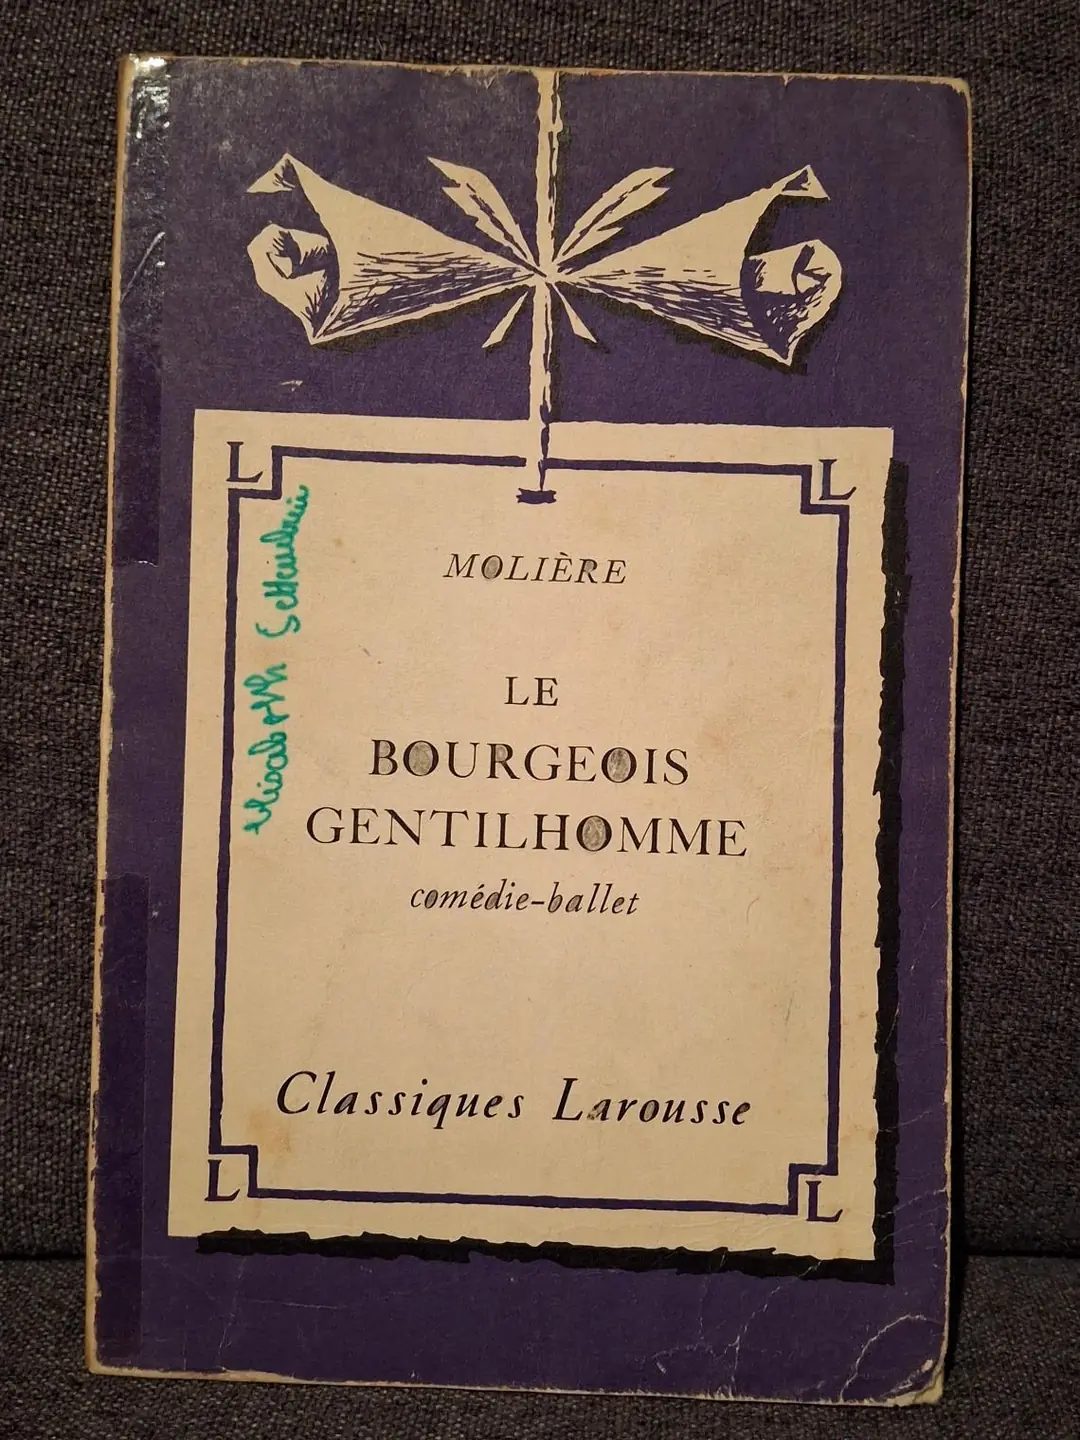 L L
MOLIÈRE
LE
BOURGEOIS
GENTILHOMME
comédie-ballet
Classiques Larousse
L L